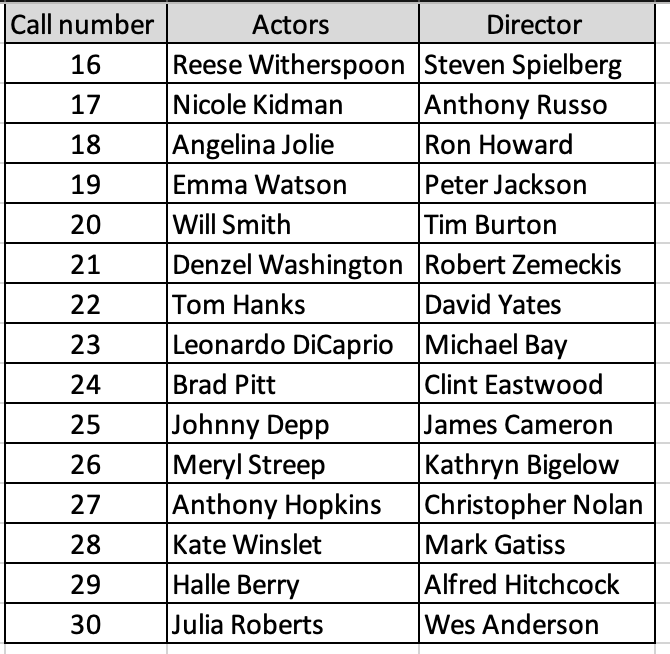 Call number Actors Director
16 Reese Witherspoon Steven Spielberg
17 Nicole Kidman Anthony Russo
18 Angelina Jolie Ron Howard
19 Emma Watson Peter Jackson
20 Will Smith Tim Burton
21 Denzel Washington Robert Zemeckis
22 Tom Hanks David Yates
23 Leonardo DiCaprio Michael Bay
24 Brad Pitt Clint Eastwood
25 Johnny Depp James Cameron
26 Meryl Streep Kathryn Bigelow
27 Anthony Hopkins Christopher Nolan
28 Kate Winslet Mark Gatiss
29 Halle Berry Alfred Hitchcock
30 Julia Roberts Wes Anderson